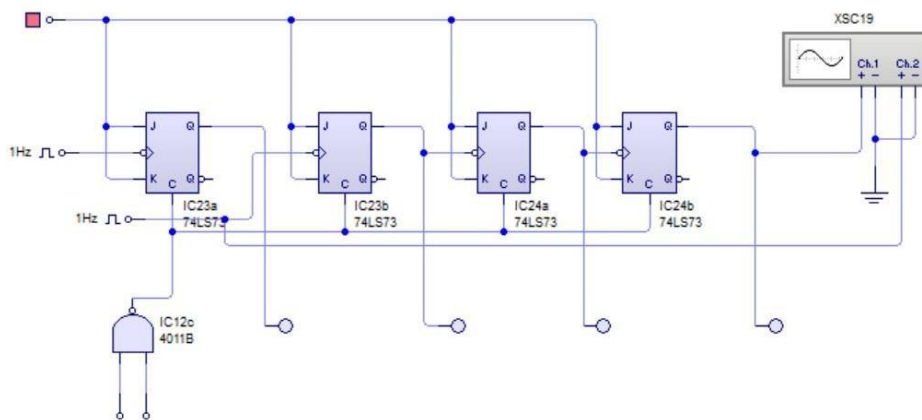 XSC19
Ch.1 Ch.2
+ − + −
J Q J Q J Q J Q
1Hz
K C Q K C Q K C Q K C Q
IC23a IC23b IC24a IC24b
74LS73 74LS73 74LS73 74LS73
1Hz
IC12c
4011B